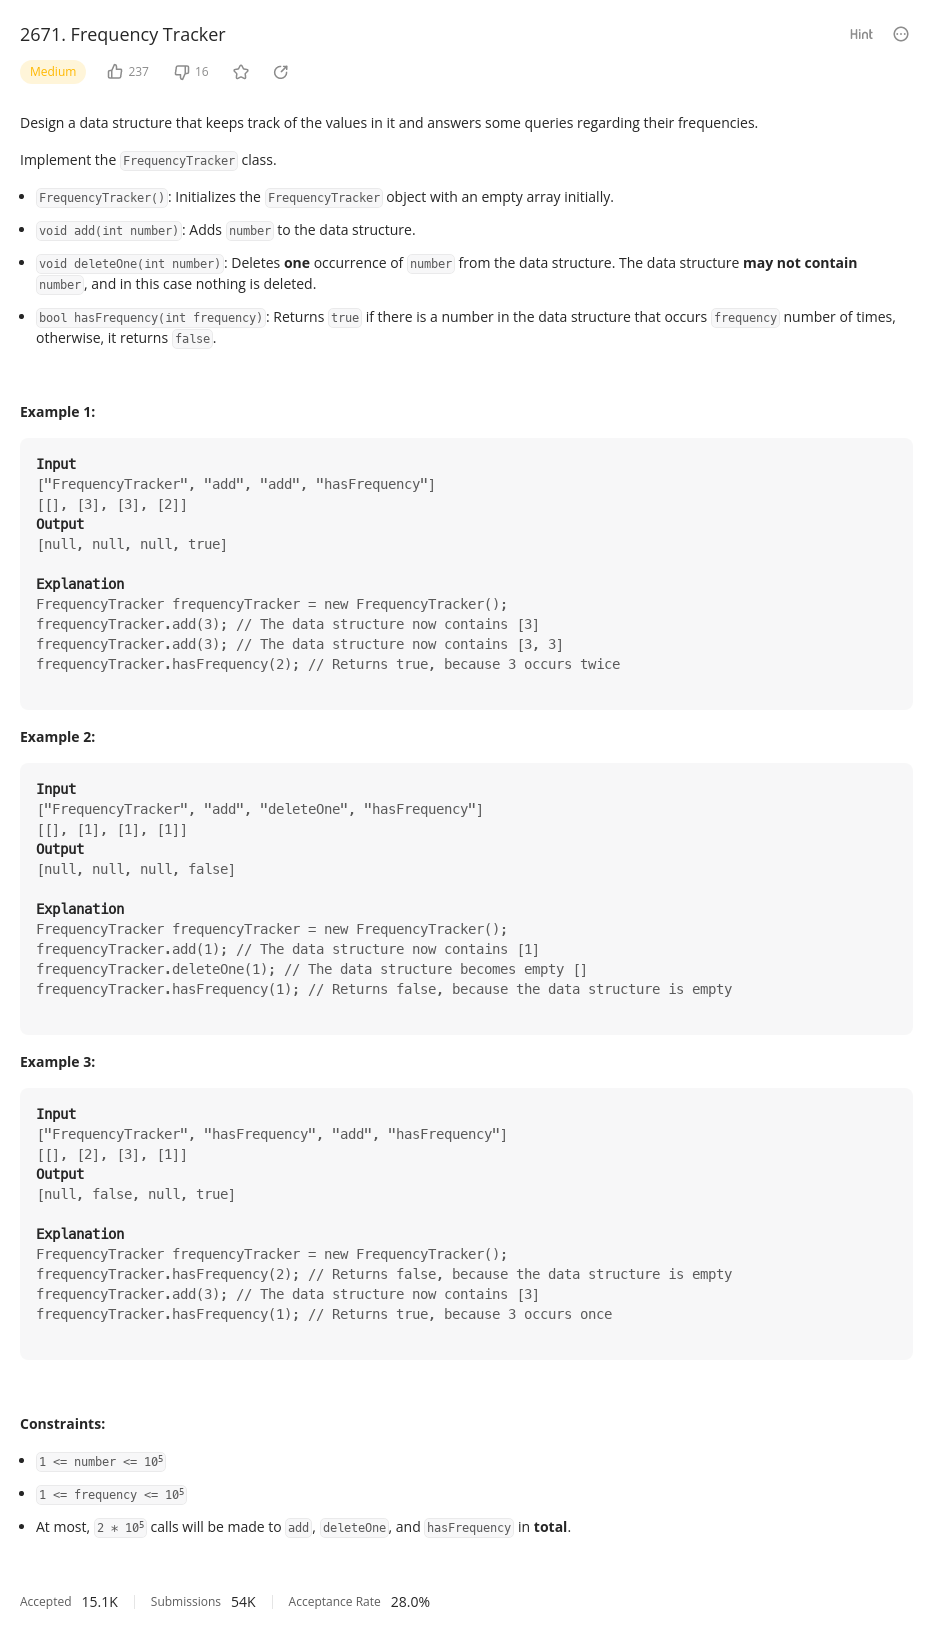 2671. Frequency Tracker
Hint
Medium 237 16
Design a data structure that keeps track of the values in it and answers some queries regarding their frequencies.
Implement the FrequencyTracker class.
• FrequencyTracker(): Initializes the FrequencyTracker object with an empty array initially.
• void add(int number): Adds number to the data structure.
• void deleteOne(int number): Deletes one occurrence of number from the data structure. The data structure may not contain
number, and in this case nothing is deleted.
• bool hasFrequency(int frequency): Returns true if there is a number in the data structure that occurs frequency number of times,
otherwise, it returns false.
Example 1:
Input
["FrequencyTracker", "add", "add", "hasFrequency"]
[[], [3], [3], [2]]
Output
[null, null, null, true]
Explanation
FrequencyTracker frequencyTracker = new FrequencyTracker();
frequencyTracker.add(3); // The data structure now contains [3]
frequencyTracker.add(3); // The data structure now contains [3, 3]
frequencyTracker.hasFrequency(2); // Returns true, because 3 occurs twice
Example 2:
Input
["FrequencyTracker", "add", "deleteOne", "hasFrequency"]
[[], [1], [1], [1]]
Output
[null, null, null, false]
Explanation
FrequencyTracker frequencyTracker = new FrequencyTracker();
frequencyTracker.add(1); // The data structure now contains [1]
frequencyTracker.deleteOne(1); // The data structure becomes empty []
frequencyTracker.hasFrequency(1); // Returns false, because the data structure is empty
Example 3:
Input
["FrequencyTracker", "hasFrequency", "add", "hasFrequency"]
[[], [2], [3], [1]]
Output
[null, false, null, true]
Explanation
FrequencyTracker frequencyTracker = new FrequencyTracker();
frequencyTracker.hasFrequency(2); // Returns false, because the data structure is empty
frequencyTracker.add(3); // The data structure now contains [3]
frequencyTracker.hasFrequency(1); // Returns true, because 3 occurs once
Constraints:
• 1 <= number <= 10⁵
• 1 <= frequency <= 10⁵
• At most, 2 * 10⁵ calls will be made to add, deleteOne, and hasFrequency in total.
Accepted 15.1K Submissions 54K Acceptance Rate 28.0%